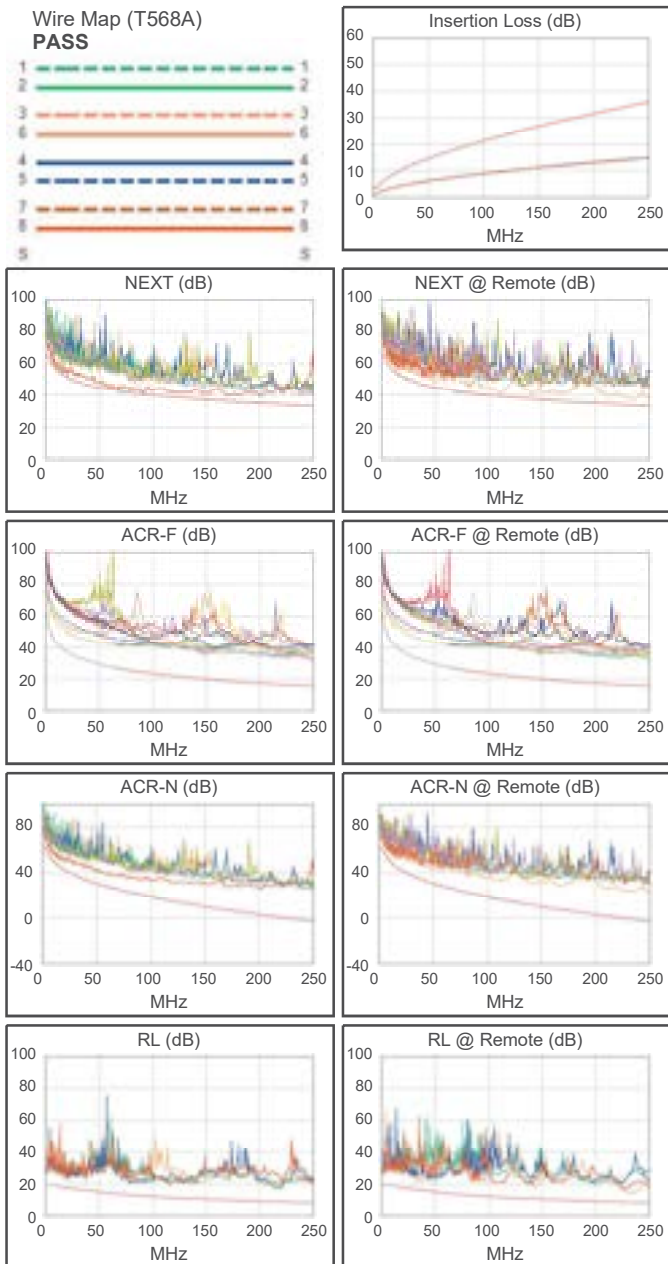 Wire Map (T568A)
PASS
1 1
2 2
3 3
6 6
4 4
5 5
7 7
8 8
S S
Insertion Loss (dB)
60
50
40
30
20
10
0
0 50 100 150 200 250
MHz
NEXT (dB)
100
80
60
40
20
0
0 50 100 150 200 250
MHz
NEXT @ Remote (dB)
100
80
60
40
20
0
0 50 100 150 200 250
MHz
ACR-F (dB)
100
80
60
40
20
0
0 50 100 150 200 250
MHz
ACR-F @ Remote (dB)
100
80
60
40
20
0
0 50 100 150 200 250
MHz
ACR-N (dB)
80
40
0
-40
0 50 100 150 200 250
MHz
ACR-N @ Remote (dB)
80
40
0
-40
0 50 100 150 200 250
MHz
RL (dB)
100
80
60
40
20
0
0 50 100 150 200 250
MHz
RL @ Remote (dB)
100
80
60
40
20
0
0 50 100 150 200 250
MHz